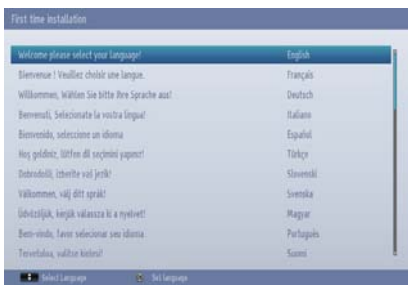 First time installation
Welcome please select your language! English
Bienvenue ! Veuillez choisir une langue. Français
Willkommen, Wählen Sie bitte Ihre Sprache aus! Deutsch
Benvenuti, Selezionate la vostra lingua! Italiano
Bienvenido, seleccione un idioma Español
Hoş geldiniz, lütfen dil seçimini yapınız! Türkçe
Dobrodošli, izberite vaš jezik! Slovenski
Välkommen, välj ditt språk! Svenska
Üdvözöljük, kérjük válassza ki a nyelvet! Magyar
Bem-vindo, favor selecionar seu idioma Português
Tervetuloa, valitse kielesi! Suomi
Select Language Set language